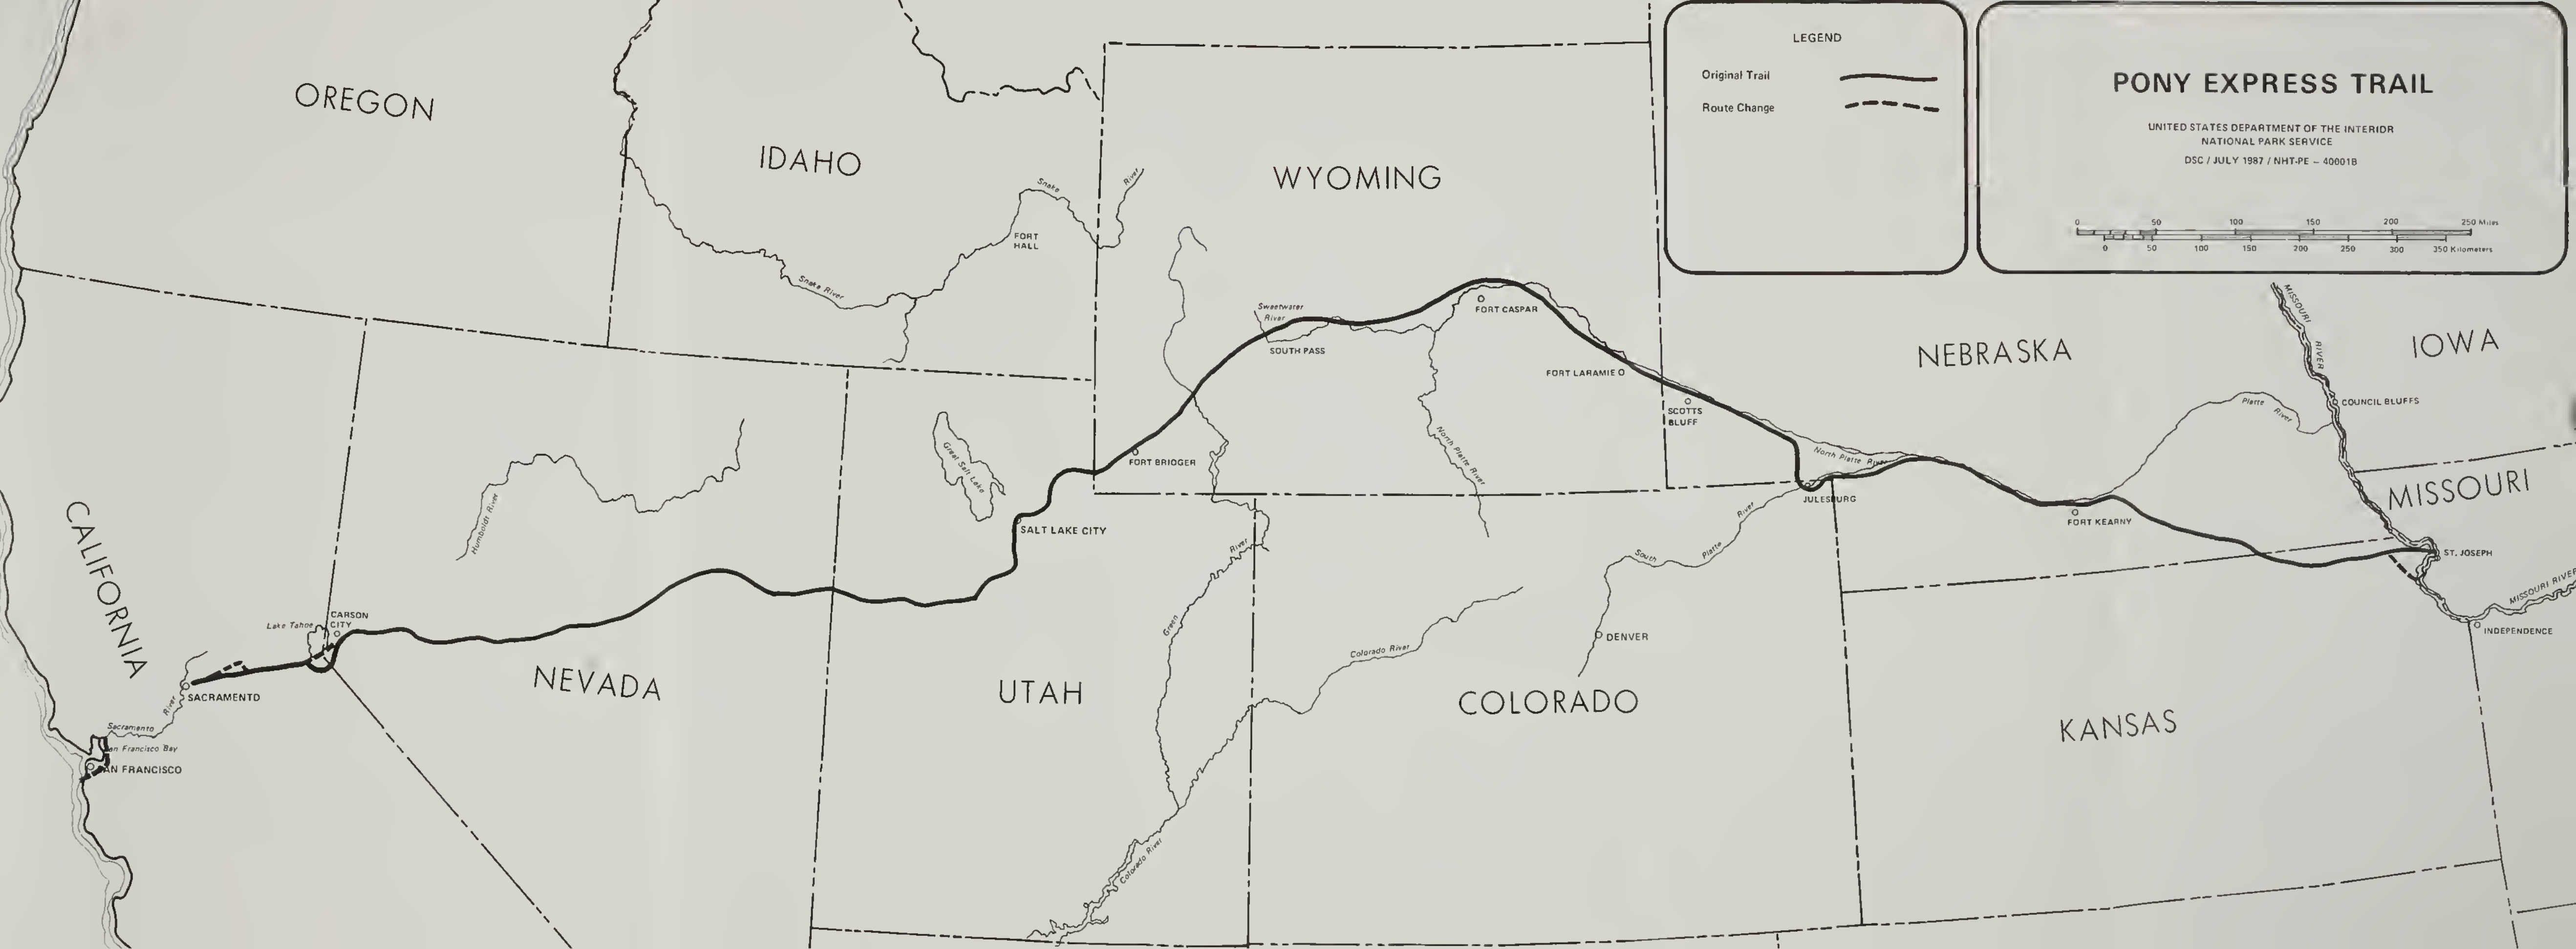 LEGEND
Original Trail
Route Change
PONY EXPRESS TRAIL
UNITED STATES DEPARTMENT OF THE INTERIOR
NATIONAL PARK SERVICE
DSC / JULY 1987 / NHT-PE – 40001B
0 50 100 150 200 250 Miles
0 50 100 150 200 250 300 350 Kilometers
OREGON
IDAHO
WYOMING
Snake
River
FORT
HALL
Snake River
Sweetwater
River
SOUTH PASS
FORT CASPAR
FORT LARAMIE
SCOTTS
BLUFF
NEBRASKA
IOWA
MISSOURI
RIVER
COUNCIL BLUFFS
Platte
River
North Platte River
North Platte River
JULESBURG
FORT KEARNY
MISSOURI
ST. JOSEPH
MISSOURI RIVER
INDEPENDENCE
FORT BRIDGER
Great Salt Lake
SALT LAKE CITY
Humboldt River
CALIFORNIA
Lake Tahoe
CARSON
CITY
NEVADA
SACRAMENTO
River
Sacramento
an Francisco Bay
AN FRANCISCO
UTAH
Green
River
Colorado River
Colorado River
South
Platte
River
DENVER
COLORADO
KANSAS